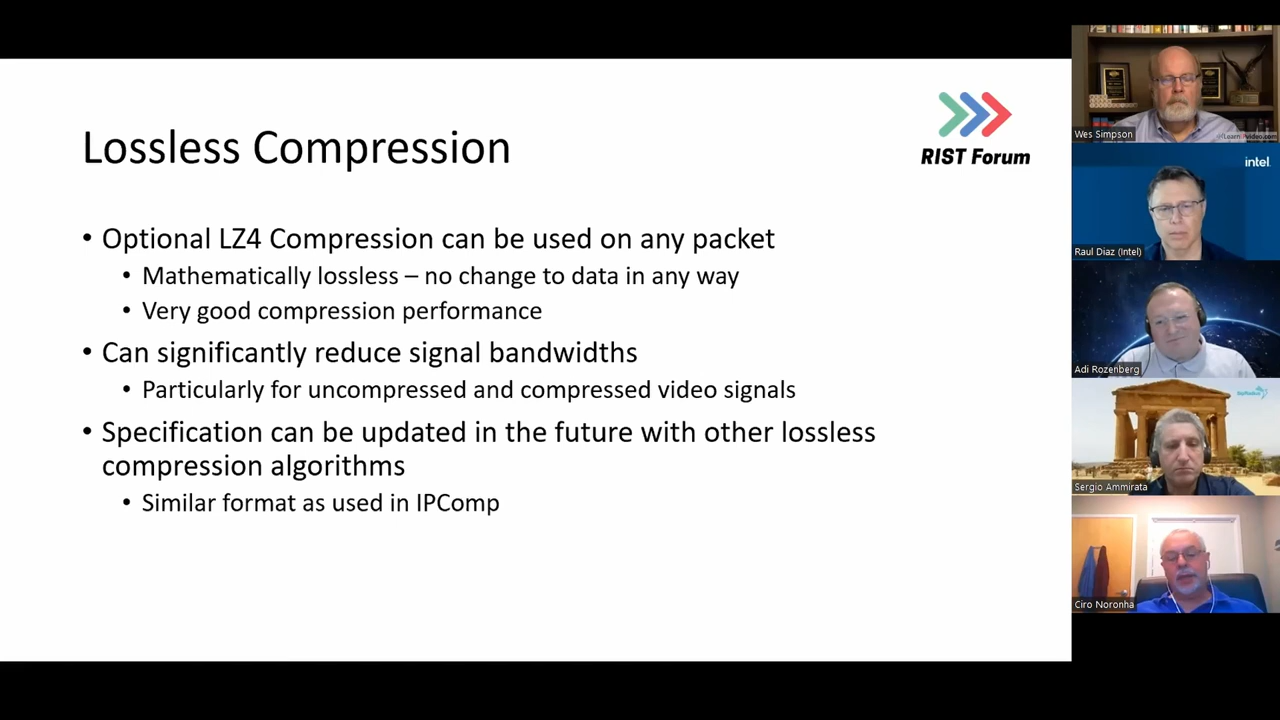 Lossless Compression
RIST Forum
• Optional LZ4 Compression can be used on any packet
• Mathematically lossless – no change to data in any way
• Very good compression performance
• Can significantly reduce signal bandwidths
• Particularly for uncompressed and compressed video signals
• Specification can be updated in the future with other lossless
compression algorithms
• Similar format as used in IPComp
Wes Simpson
intel.
Raul Diaz (Intel)
Adi Rozenberg
Sergio Ammirata
Ciro Noronha